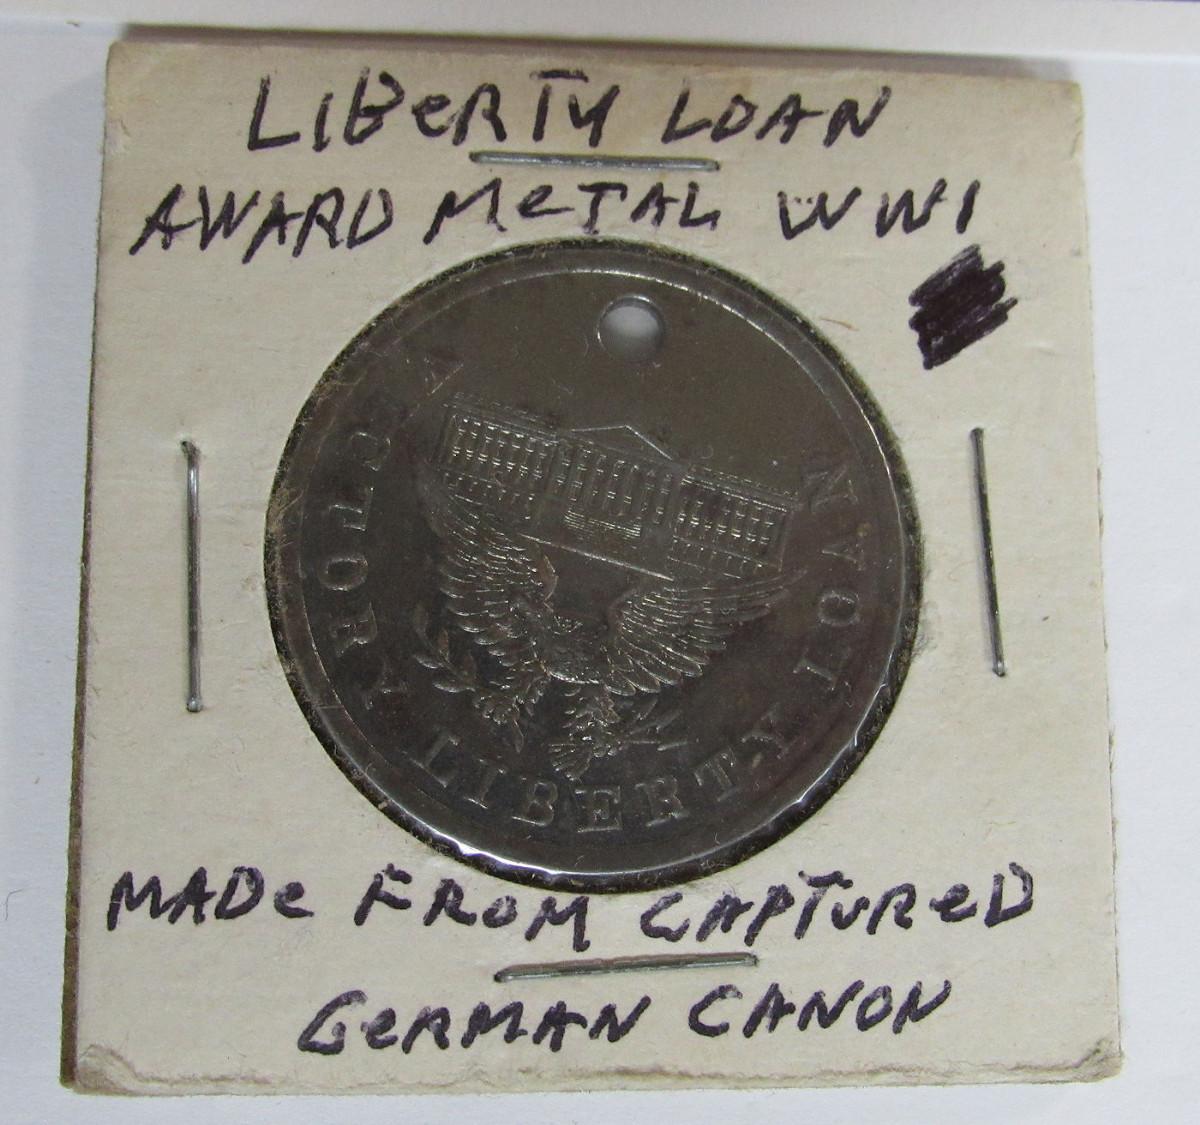 LIBeRTy LOAN
AWARD MeTAL WW1
VICTORY LIBERTY LOAN
MADe FROM CAPTUReD
GeRMAN CANON